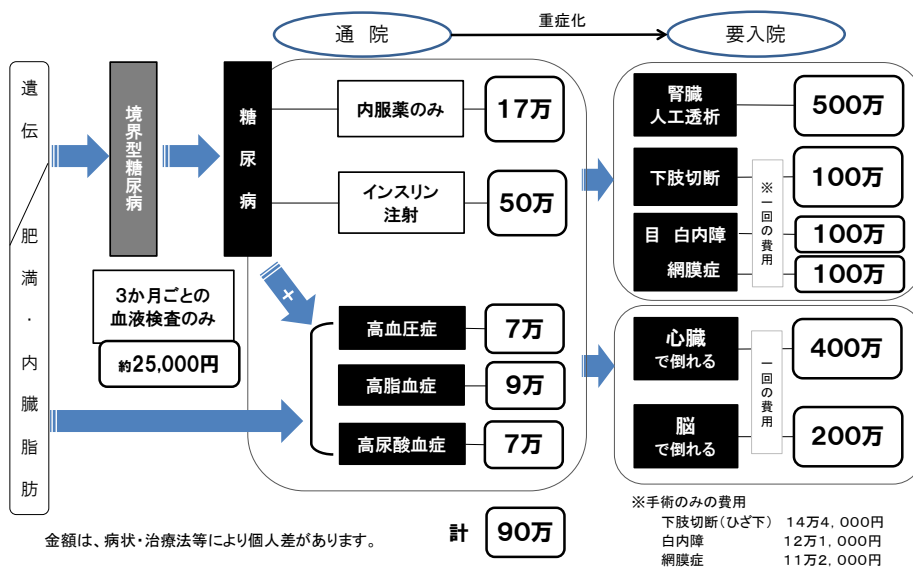 通 院
重症化
要入院
遺伝 肥満・内臓脂肪
境界型糖尿病
糖尿病
内服薬のみ
17万
インスリン
注射
50万
3か月ごとの
血液検査のみ
約25,000円
+
高血圧症
7万
高脂血症
9万
高尿酸血症
7万
計
90万
腎臓
人工透析
500万
下肢切断
100万
目 白内障
100万
網膜症
100万
※一回の費用
心臓
で倒れる
400万
脳
で倒れる
200万
一回の費用
金額は、病状・治療法等により個人差があります。
※手術のみの費用
下肢切断(ひざ下) 14万4,000円
白内障 12万1,000円
網膜症 11万2,000円